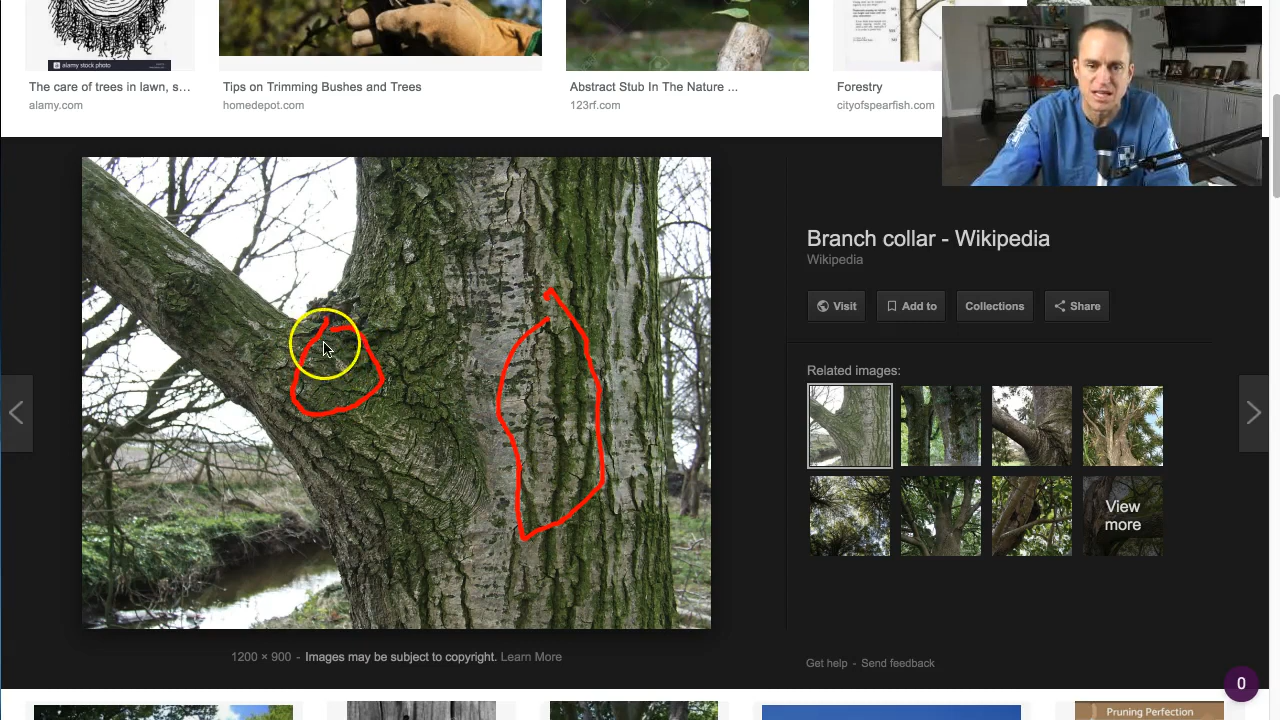 alamy stock photo
The care of trees in lawn, s...
alamy.com
Tips on Trimming Bushes and Trees
homedepot.com
Abstract Stub In The Nature ...
123rf.com
Forestry
cityofspearfish.com
Branch collar - Wikipedia
Wikipedia
Visit
Add to
Collections
Share
Related images:
View
more
1200 × 900 - Images may be subject to copyright. Learn More
Get help - Send feedback
0
Pruning Perfection